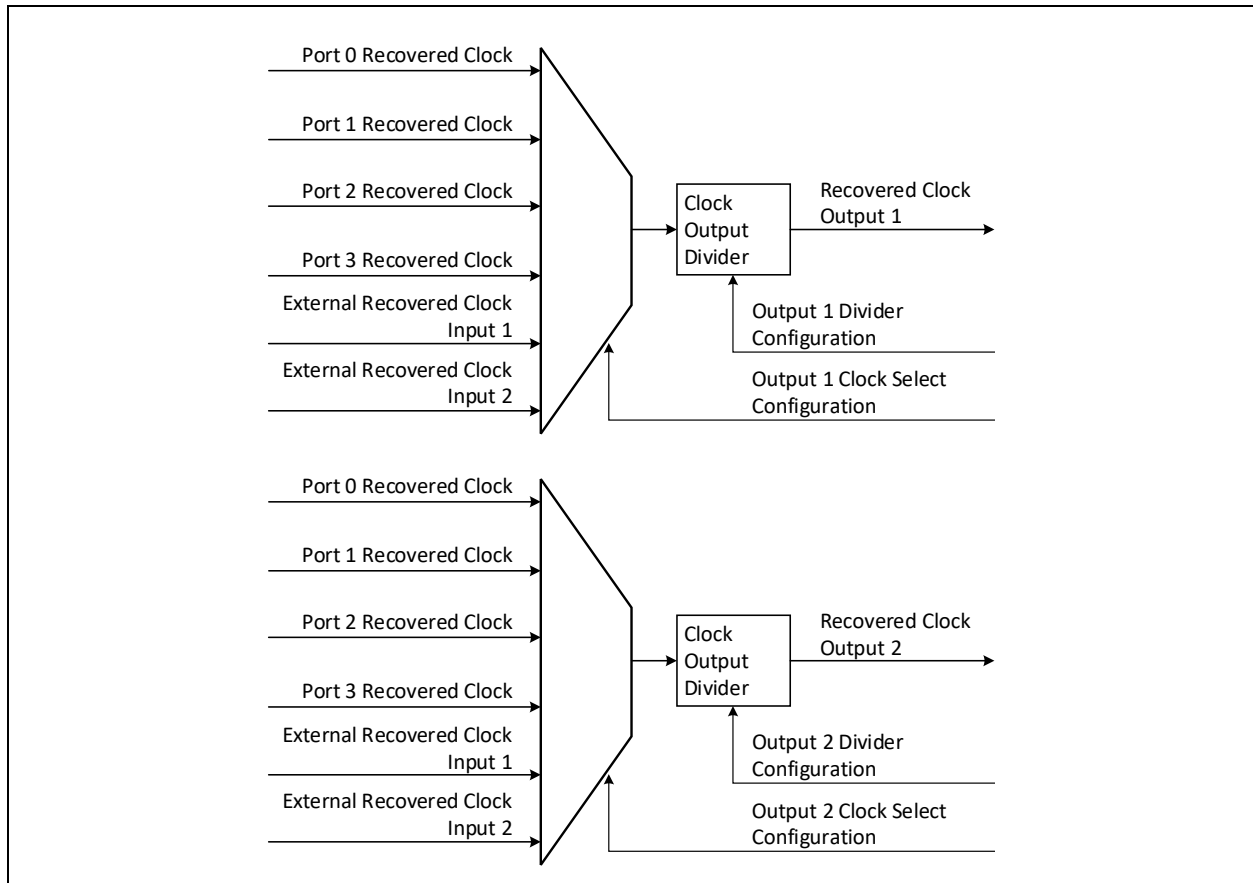 Port 0 Recovered Clock
Port 1 Recovered Clock
Port 2 Recovered Clock
Port 3 Recovered Clock
External Recovered Clock
Input 1
External Recovered Clock
Input 2
Clock
Output
Divider
Recovered Clock
Output 1
Output 1 Divider
Configuration
Output 1 Clock Select
Configuration
Port 0 Recovered Clock
Port 1 Recovered Clock
Port 2 Recovered Clock
Port 3 Recovered Clock
External Recovered Clock
Input 1
External Recovered Clock
Input 2
Clock
Output
Divider
Recovered Clock
Output 2
Output 2 Divider
Configuration
Output 2 Clock Select
Configuration